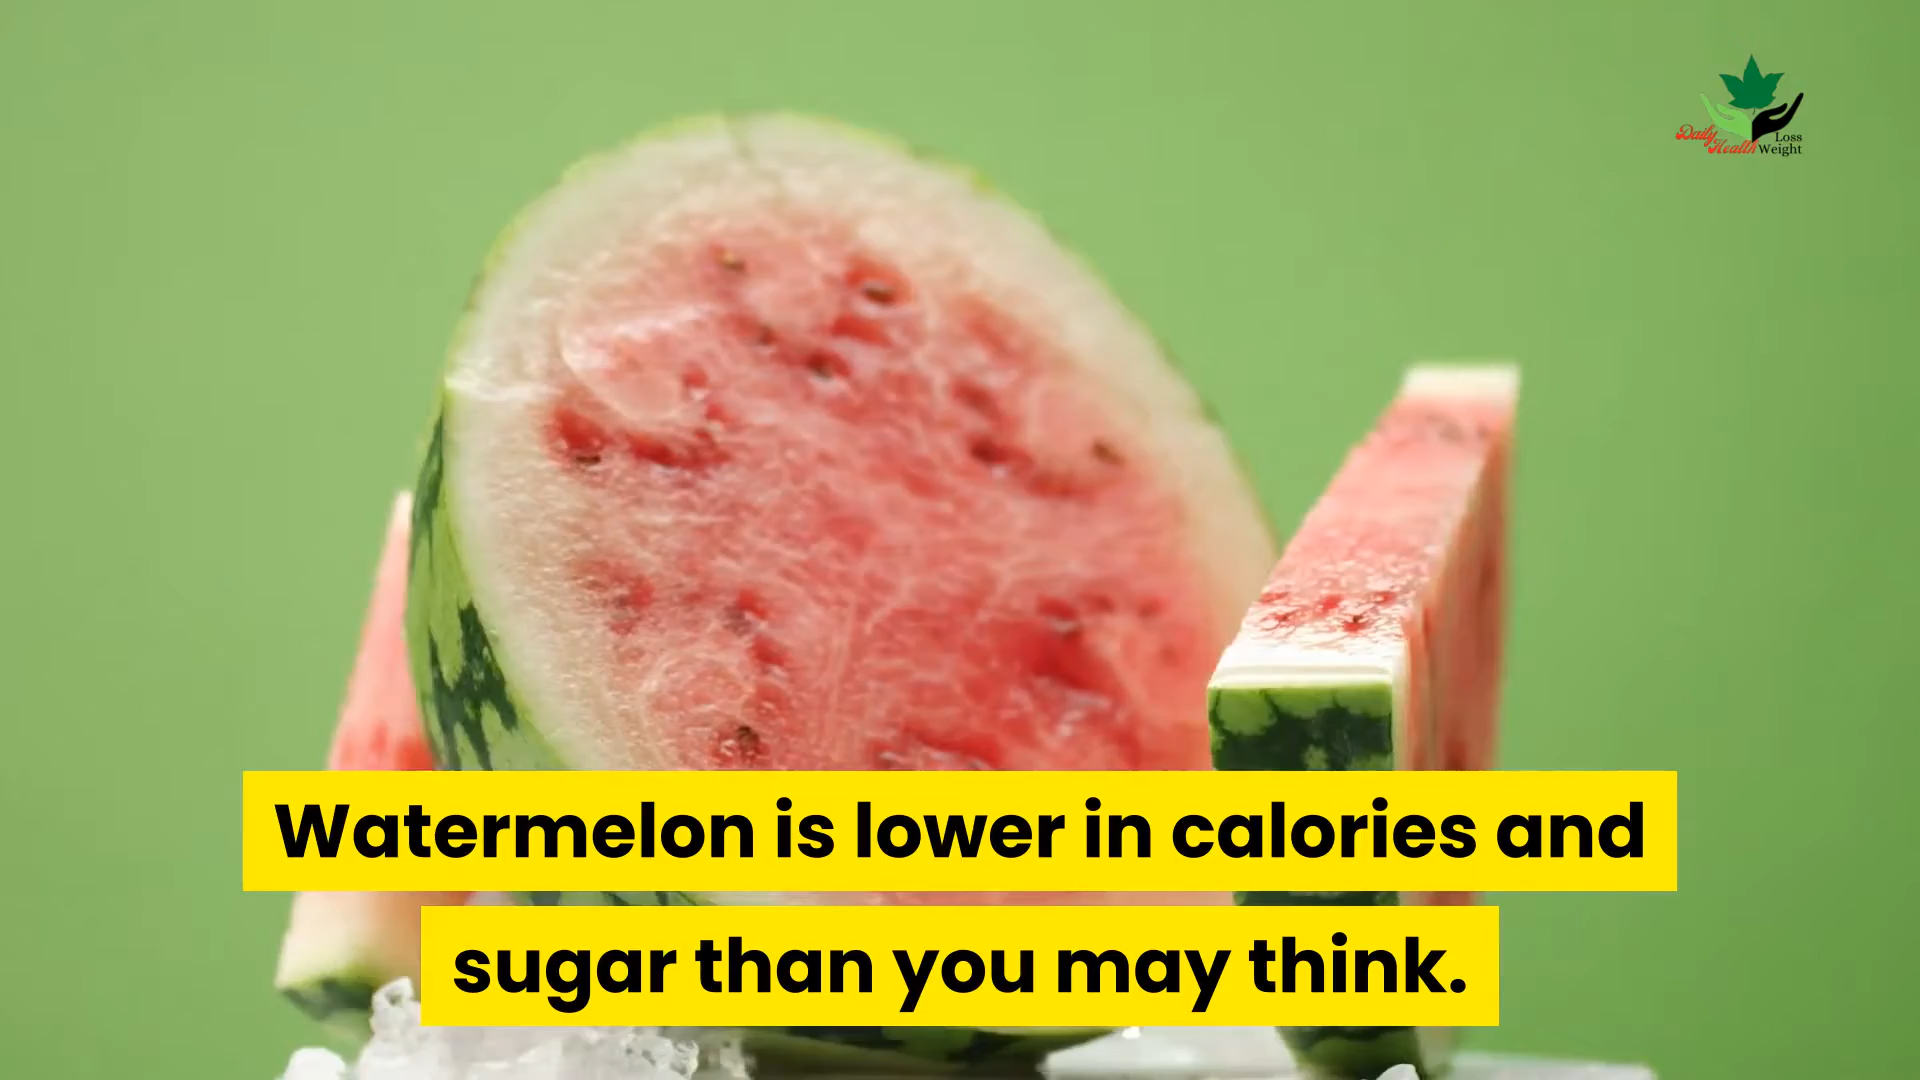 Daily
Health
Loss
Weight
Watermelon is lower in calories and
sugar than you may think.